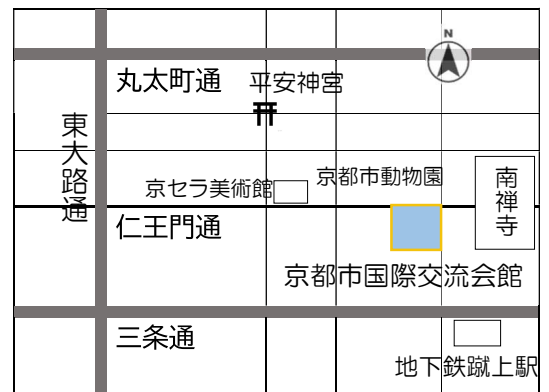 N
丸太町通
平安神宮
東大路通
京セラ美術館
京都市動物園
南禅寺
仁王門通
京都市国際交流会館
三条通
地下鉄蹴上駅